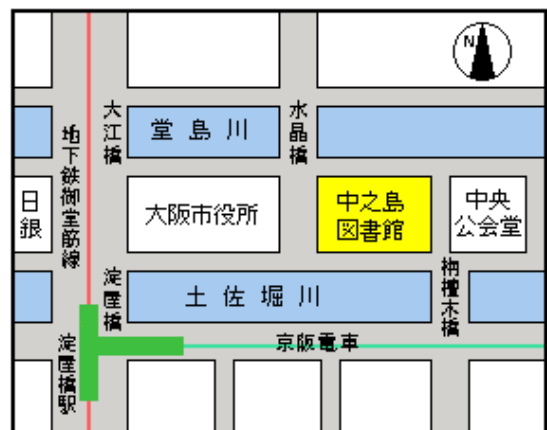 N
大江橋
堂島川
水晶橋
地下鉄御堂筋線
日銀
大阪市役所
中之島
図書館
中央
公会堂
淀屋橋
土佐堀川
栴檀木橋
淀屋橋駅
京阪電車